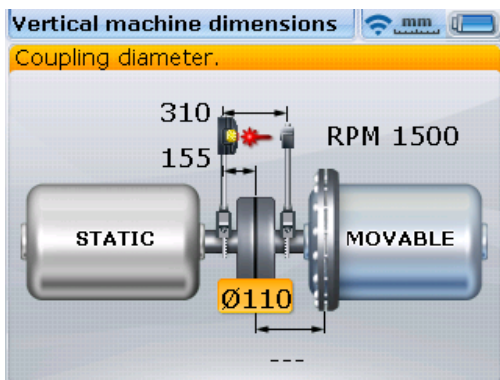 Vertical machine dimensions mm
Coupling diameter.
310
RPM 1500
155
STATIC
MOVABLE
Ø110
---